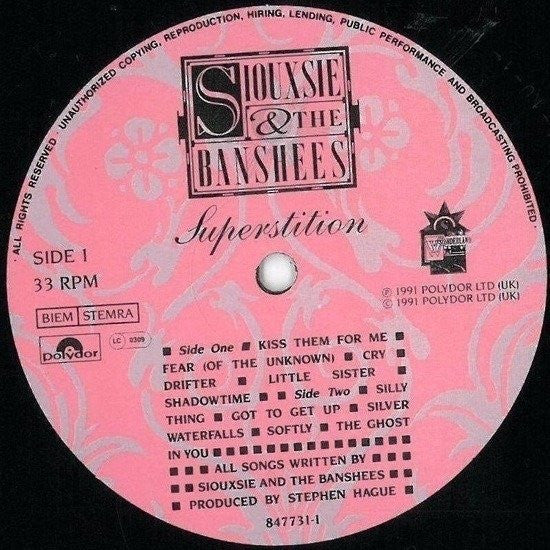 · ALL RIGHTS RESERVED · UNAUTHORIZED COPYING, REPRODUCTION, HIRING, LENDING, PUBLIC PERFORMANCE AND BROADCASTING PROHIBITED ·
SIOUXSIE
& THE
BANSHEES
Superstition
SIDE 1
33 RPM
BIEM STEMRA
polydor
LC 0309
WONDERLAND
℗ 1991 POLYDOR LTD (UK)
© 1991 POLYDOR LTD (UK)
■ Side One ■ KISS THEM FOR ME ■
FEAR (OF THE UNKNOWN) ■ CRY ■
DRIFTER ■ LITTLE SISTER ■
SHADOWTIME ■ ■ Side Two ■ SILLY
THING ■ GOT TO GET UP ■ SILVER
WATERFALLS ■ SOFTLY ■ THE GHOST
IN YOU ■ ■ ■ ■ ■ ■ ■ ■ ■ ■ ■ ■ ■ ■ ■
■ ■ ■ ALL SONGS WRITTEN BY ■ ■ ■
■ ■ SIOUXSIE AND THE BANSHEES ■ ■
■ PRODUCED BY STEPHEN HAGUE ■
847731-1